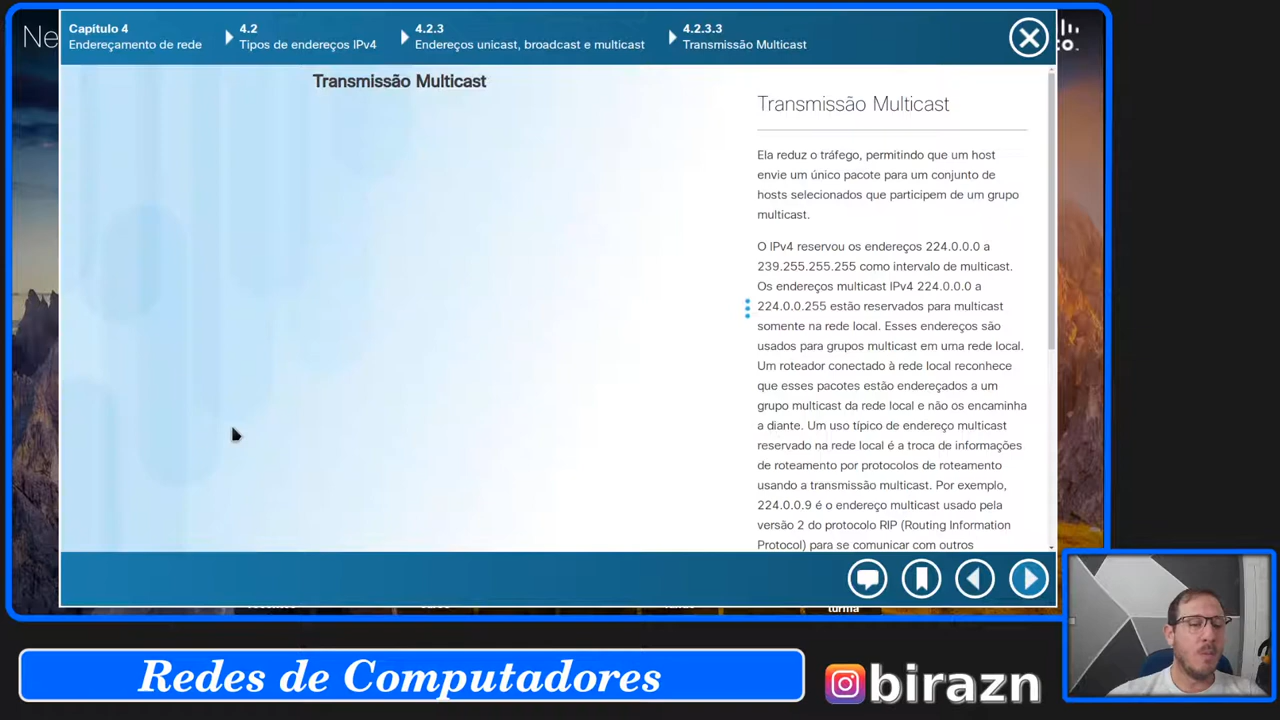 Ne
Capítulo 4
Endereçamento de rede
4.2
Tipos de endereços IPv4
4.2.3
Endereços unicast, broadcast e multicast
4.2.3.3
Transmissão Multicast
co.
Transmissão Multicast
Transmissão Multicast
Ela reduz o tráfego, permitindo que um host
envie um único pacote para um conjunto de
hosts selecionados que participem de um grupo
multicast.
O IPv4 reservou os endereços 224.0.0.0 a
239.255.255.255 como intervalo de multicast.
Os endereços multicast IPv4 224.0.0.0 a
224.0.0.255 estão reservados para multicast
somente na rede local. Esses endereços são
usados para grupos multicast em uma rede local.
Um roteador conectado à rede local reconhece
que esses pacotes estão endereçados a um
grupo multicast da rede local e não os encaminha
a diante. Um uso típico de endereço multicast
reservado na rede local é a troca de informações
de roteamento por protocolos de roteamento
usando a transmissão multicast. Por exemplo,
224.0.0.9 é o endereço multicast usado pela
versão 2 do protocolo RIP (Routing Information
Protocol) para se comunicar com outros
turma
Redes de Computadores
birazn